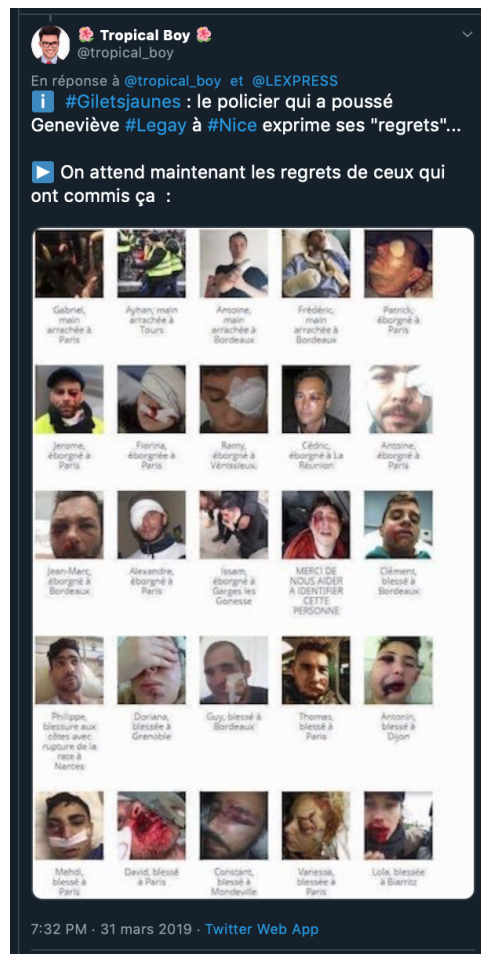 Tropical Boy
@tropical_boy
En réponse à @tropical_boy et @LEXPRESS
#Giletsjaunes : le policier qui a poussé
Geneviève #Legay à #Nice exprime ses "regrets"...
On attend maintenant les regrets de ceux qui
ont commis ça :
Gabriel,
main
arrachée à
Paris
Ayhan, main
arrachée à
Tours
Antoine,
main
arrachée à
Bordeaux
Frédéric,
main
arrachée à
Bordeaux
Patrick,
éborgné à
Paris
Jerome,
éborgné à
Paris
Fiorina,
éborgnée à
Paris
Ramy,
éborgné à
Vénissieux
Cédric,
éborgné à La
Réunion
Antoine,
éborgné à
Paris
Jean-Marc,
éborgné à
Bordeaux
Alexandre,
éborgné à
Paris
Issam,
éborgné à
Garges les
Gonesse
MERCI DE
NOUS AIDER
A IDENTIFIER
CETTE
PERSONNE
Clément,
blessé à
Bordeaux
Philippe,
blessure aux
côtes avec
rupture de la
rate à
Nantes
Doriana,
blessée à
Grenoble
Guy, blessé à
Bordeaux
Thomas,
blessé à
Paris
Antonin,
blessé à
Dijon
Mehdi,
blessé à
Paris
David, blessé
à Paris
Constant,
blessé à
Mondeville
Vanessa,
blessée à
Paris
Lola, blessée
à Biarritz
7:32 PM · 31 mars 2019 · Twitter Web App